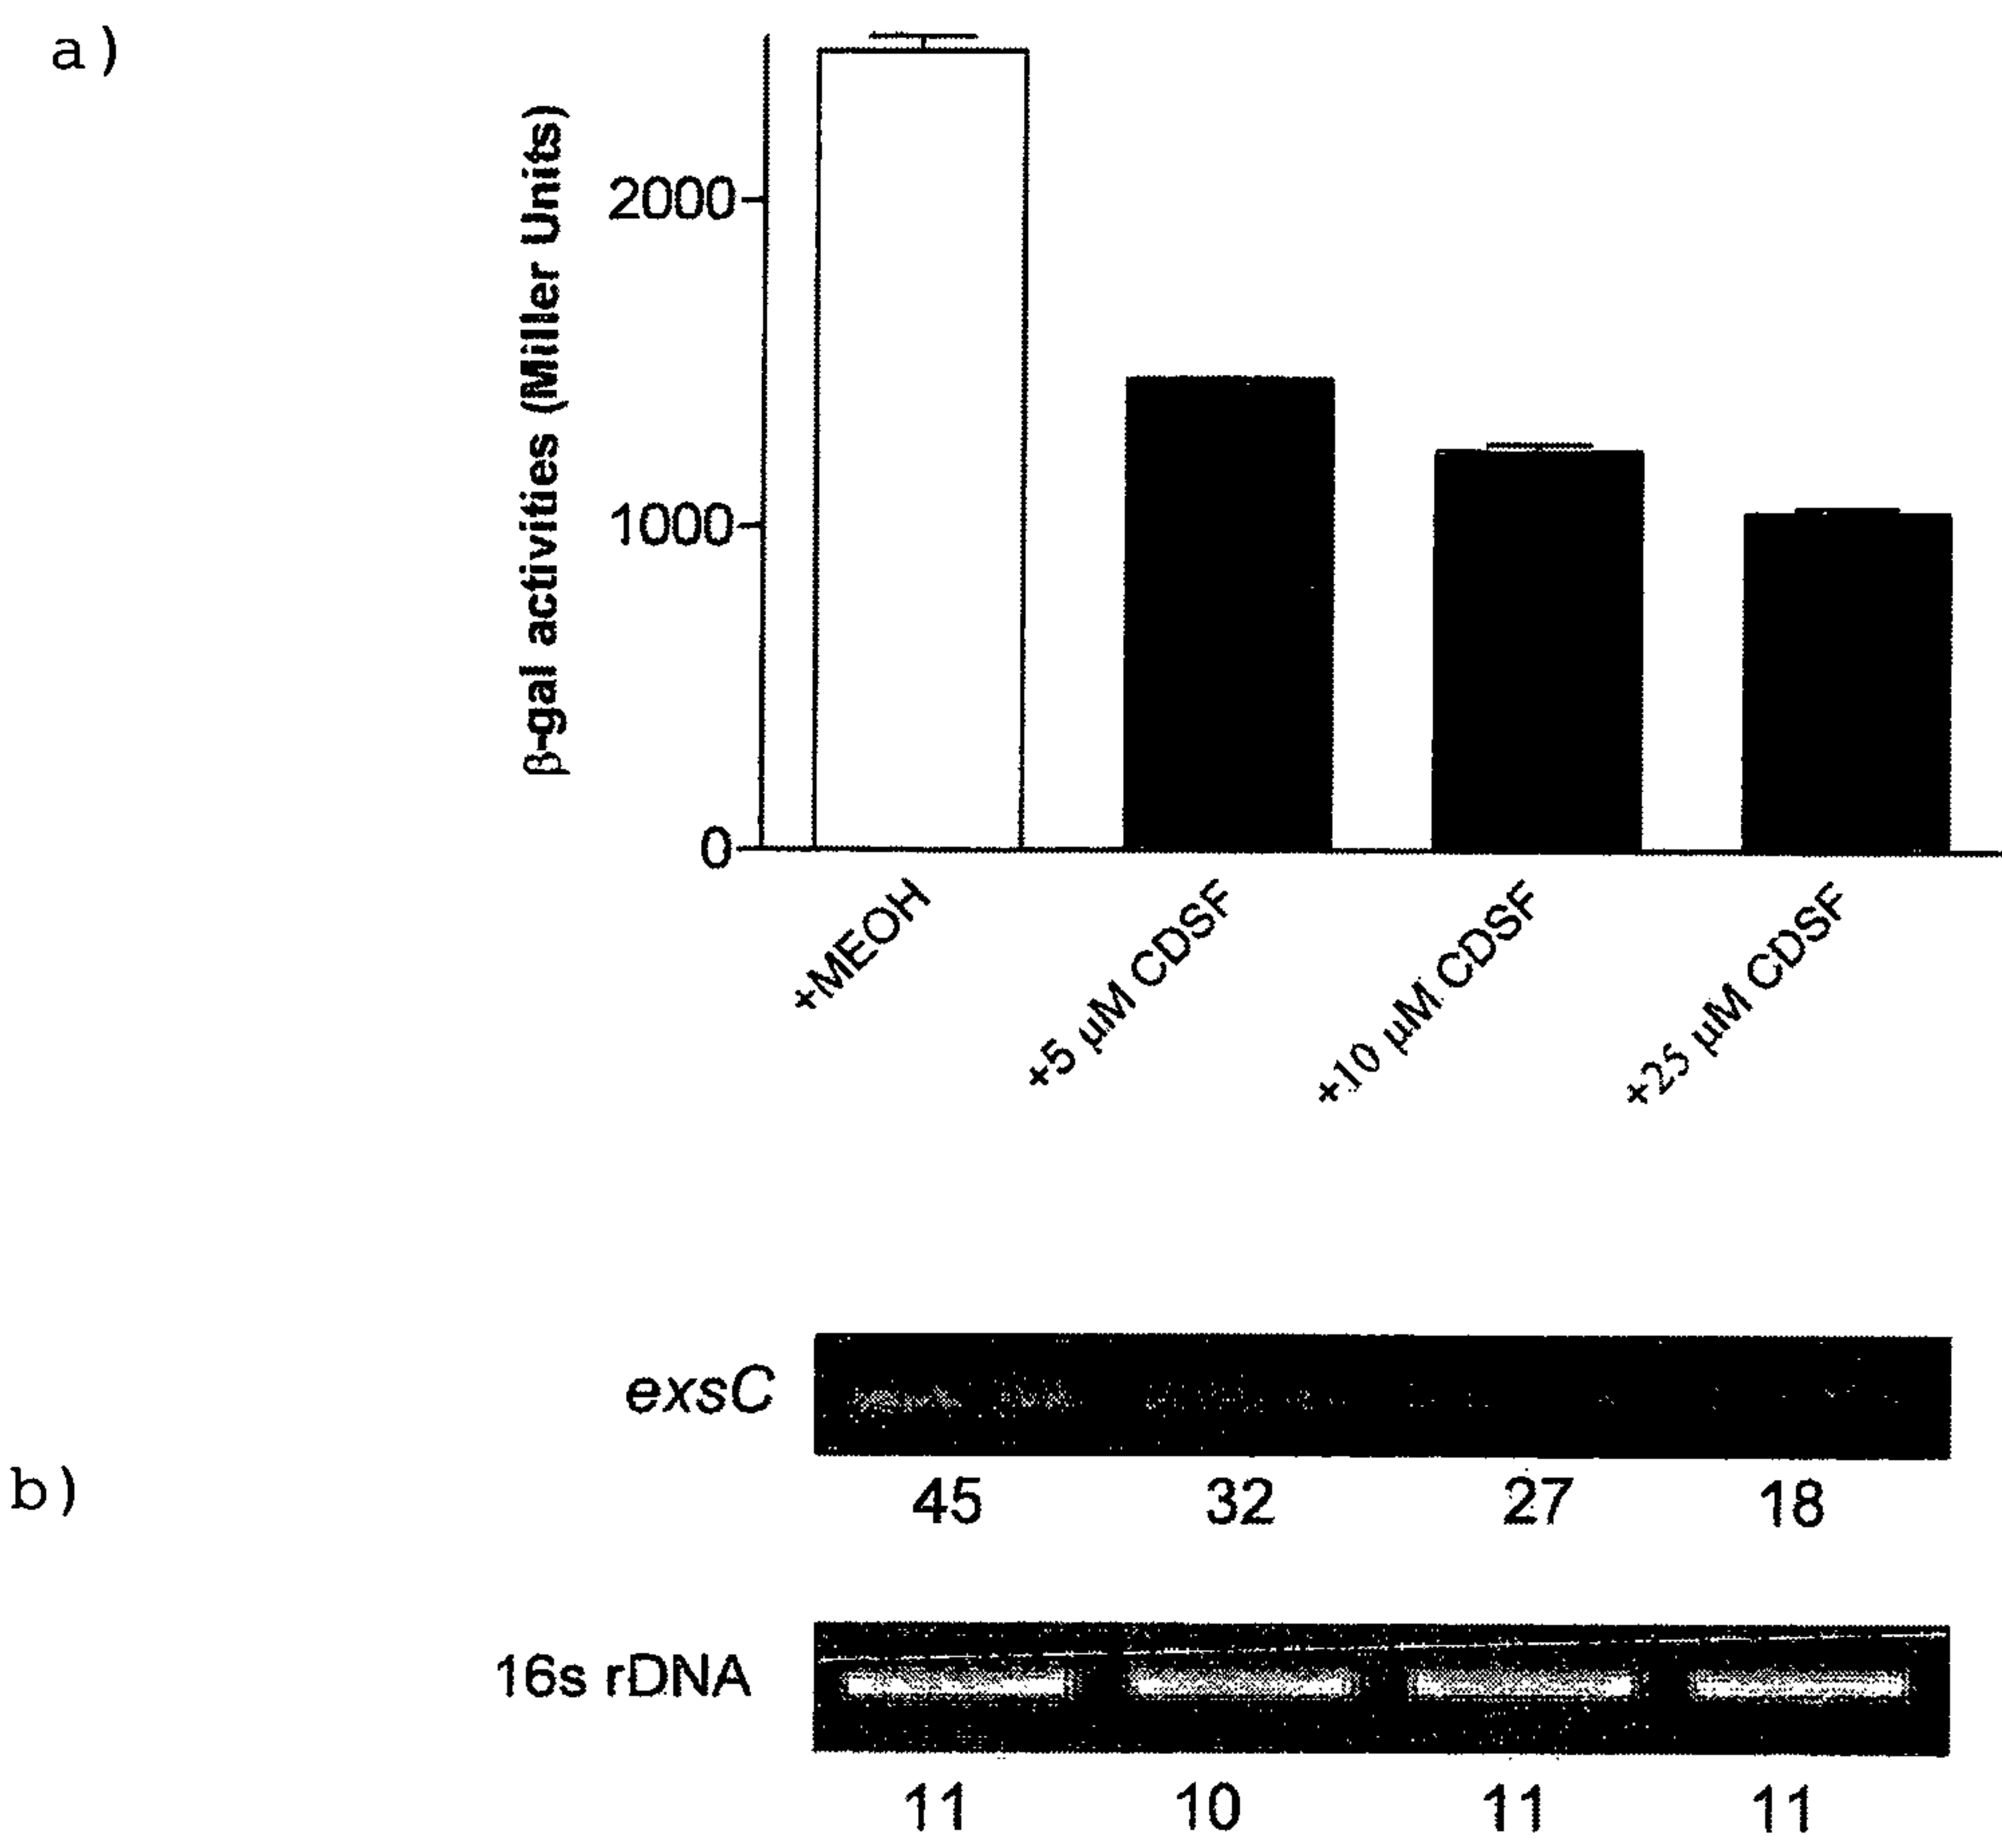 a)
β-gal activities (Miller Units)
2000
1000
0
+MEOH
+5 µM CDSF
+10 µM CDSF
+25 µM CDSF
b)
exsC
45 32 27 18
16s rDNA
11 10 11 11